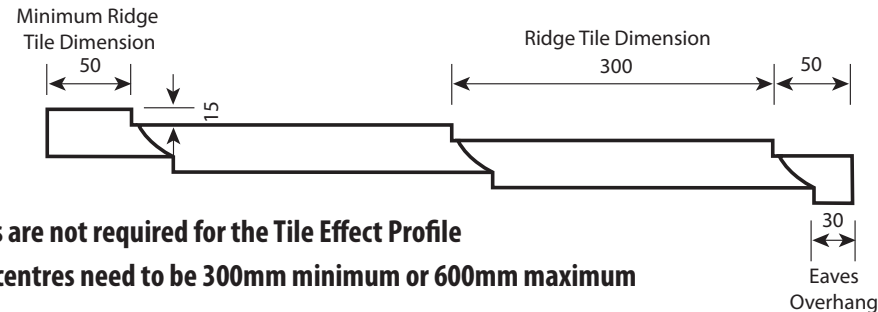 Minimum Ridge
Tile Dimension
50
15
Ridge Tile Dimension
300
50
are not required for the Tile Effect Profile
centres need to be 300mm minimum or 600mm maximum
30
Eaves
Overhang